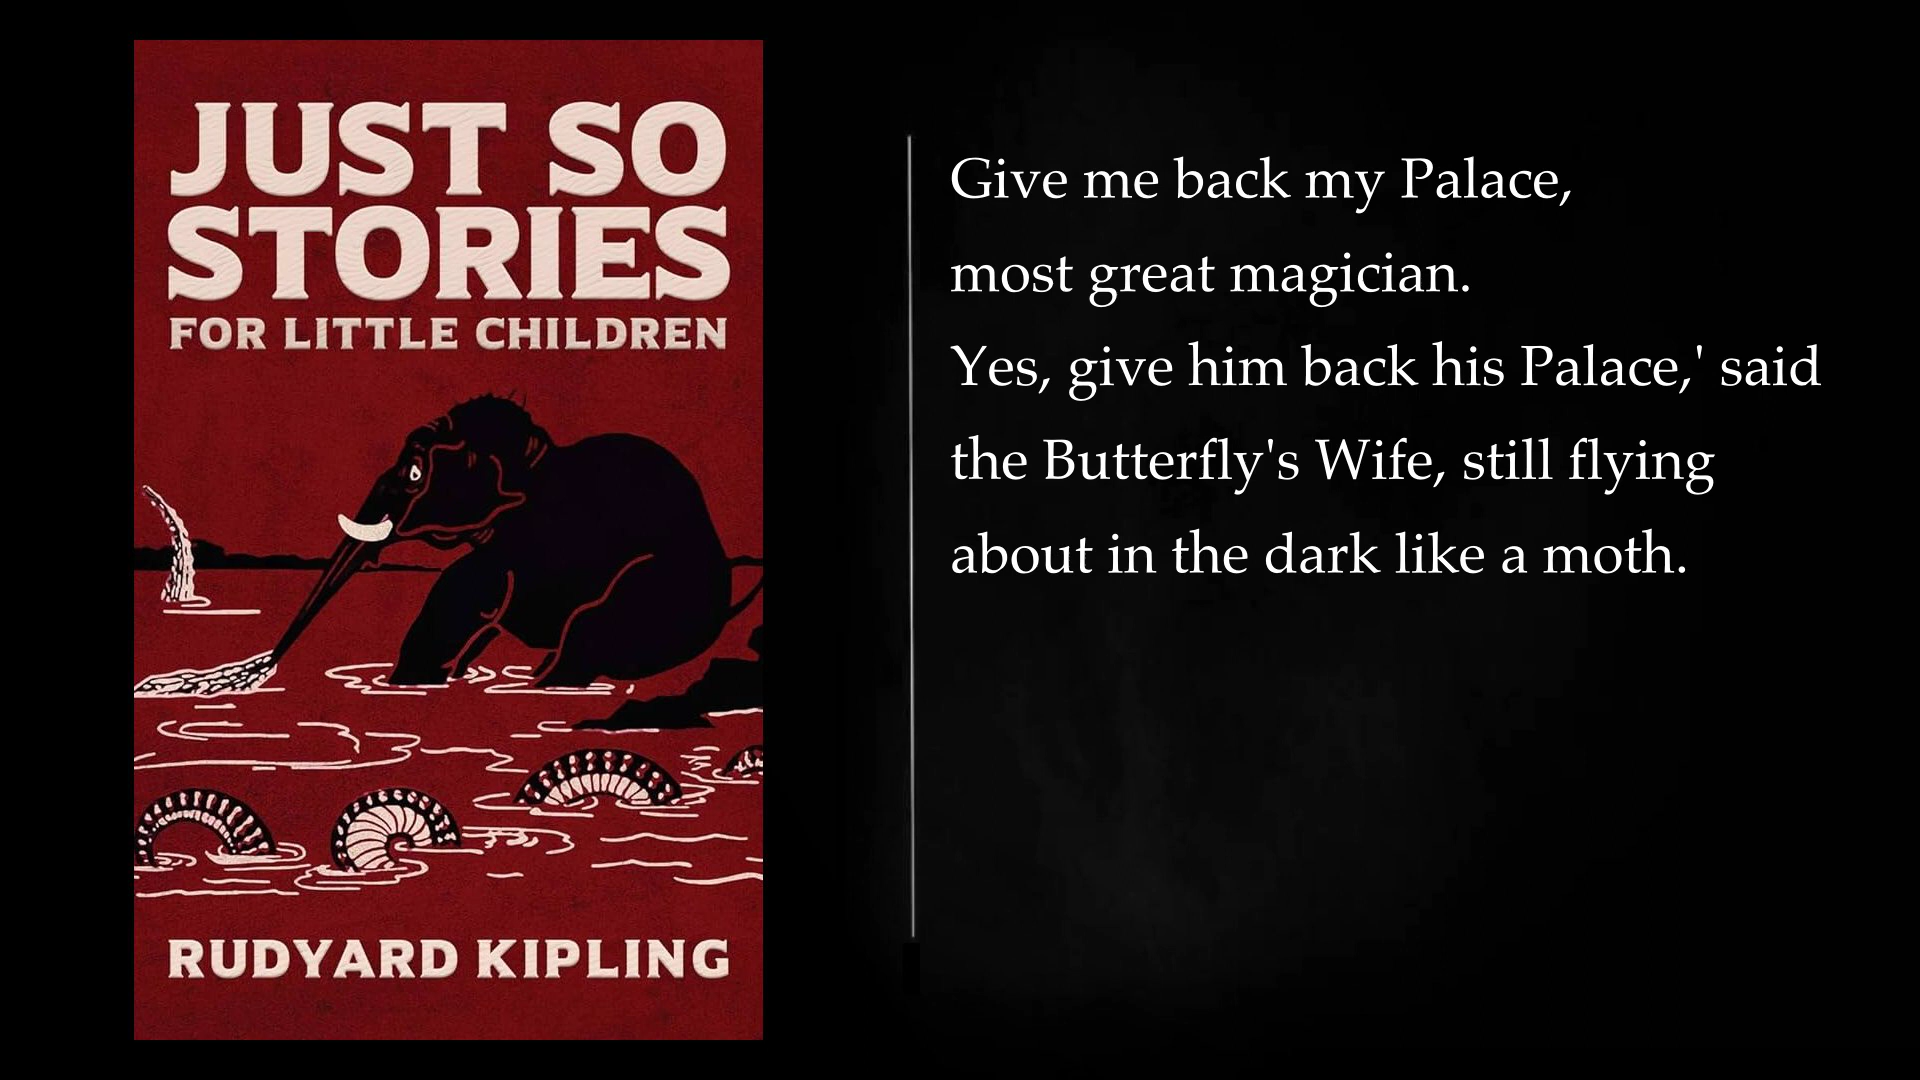 JUST SO
STORIES
FOR LITTLE CHILDREN
RUDYARD KIPLING
Give me back my Palace,
most great magician.
Yes, give him back his Palace,' said
the Butterfly's Wife, still flying
about in the dark like a moth.